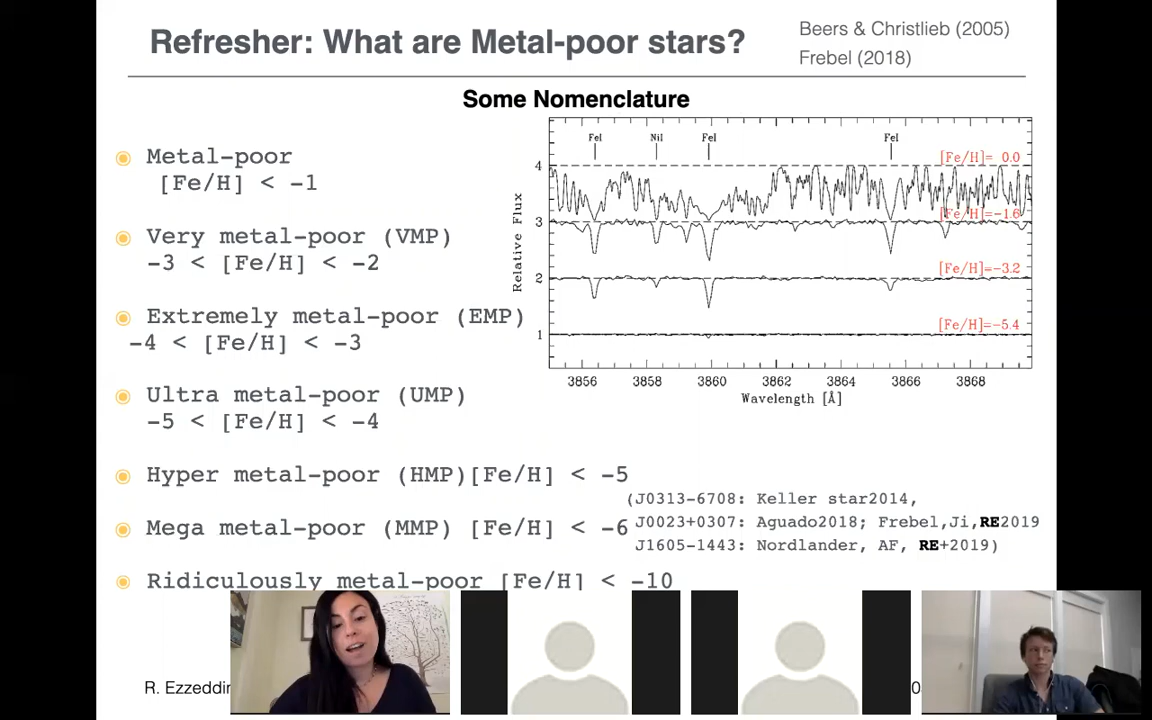 Refresher: What are Metal-poor stars?
Beers & Christlieb (2005)
Frebel (2018)
Some Nomenclature
Metal-poor
[Fe/H] < -1
Very metal-poor (VMP)
-3 < [Fe/H] < -2
Extremely metal-poor (EMP)
-4 < [Fe/H] < -3
Ultra metal-poor (UMP)
-5 < [Fe/H] < -4
Hyper metal-poor (HMP)[Fe/H] < -5
Mega metal-poor (MMP) [Fe/H] < -6
(J0313-6708: Keller star2014,
J0023+0307: Aguado2018; Frebel,Ji,RE2019
J1605-1443: Nordlander, AF, RE+2019)
Ridiculously metal-poor [Fe/H] < -10
FeI NiI FeI FeI
[Fe/H]= 0.0
[Fe/H]=-1.6
[Fe/H]=-3.2
[Fe/H]=-5.4
4
3
2
1
Relative Flux
3856 3858 3860 3862 3864 3866 3868
Wavelength [Å]
R. Ezzeddin